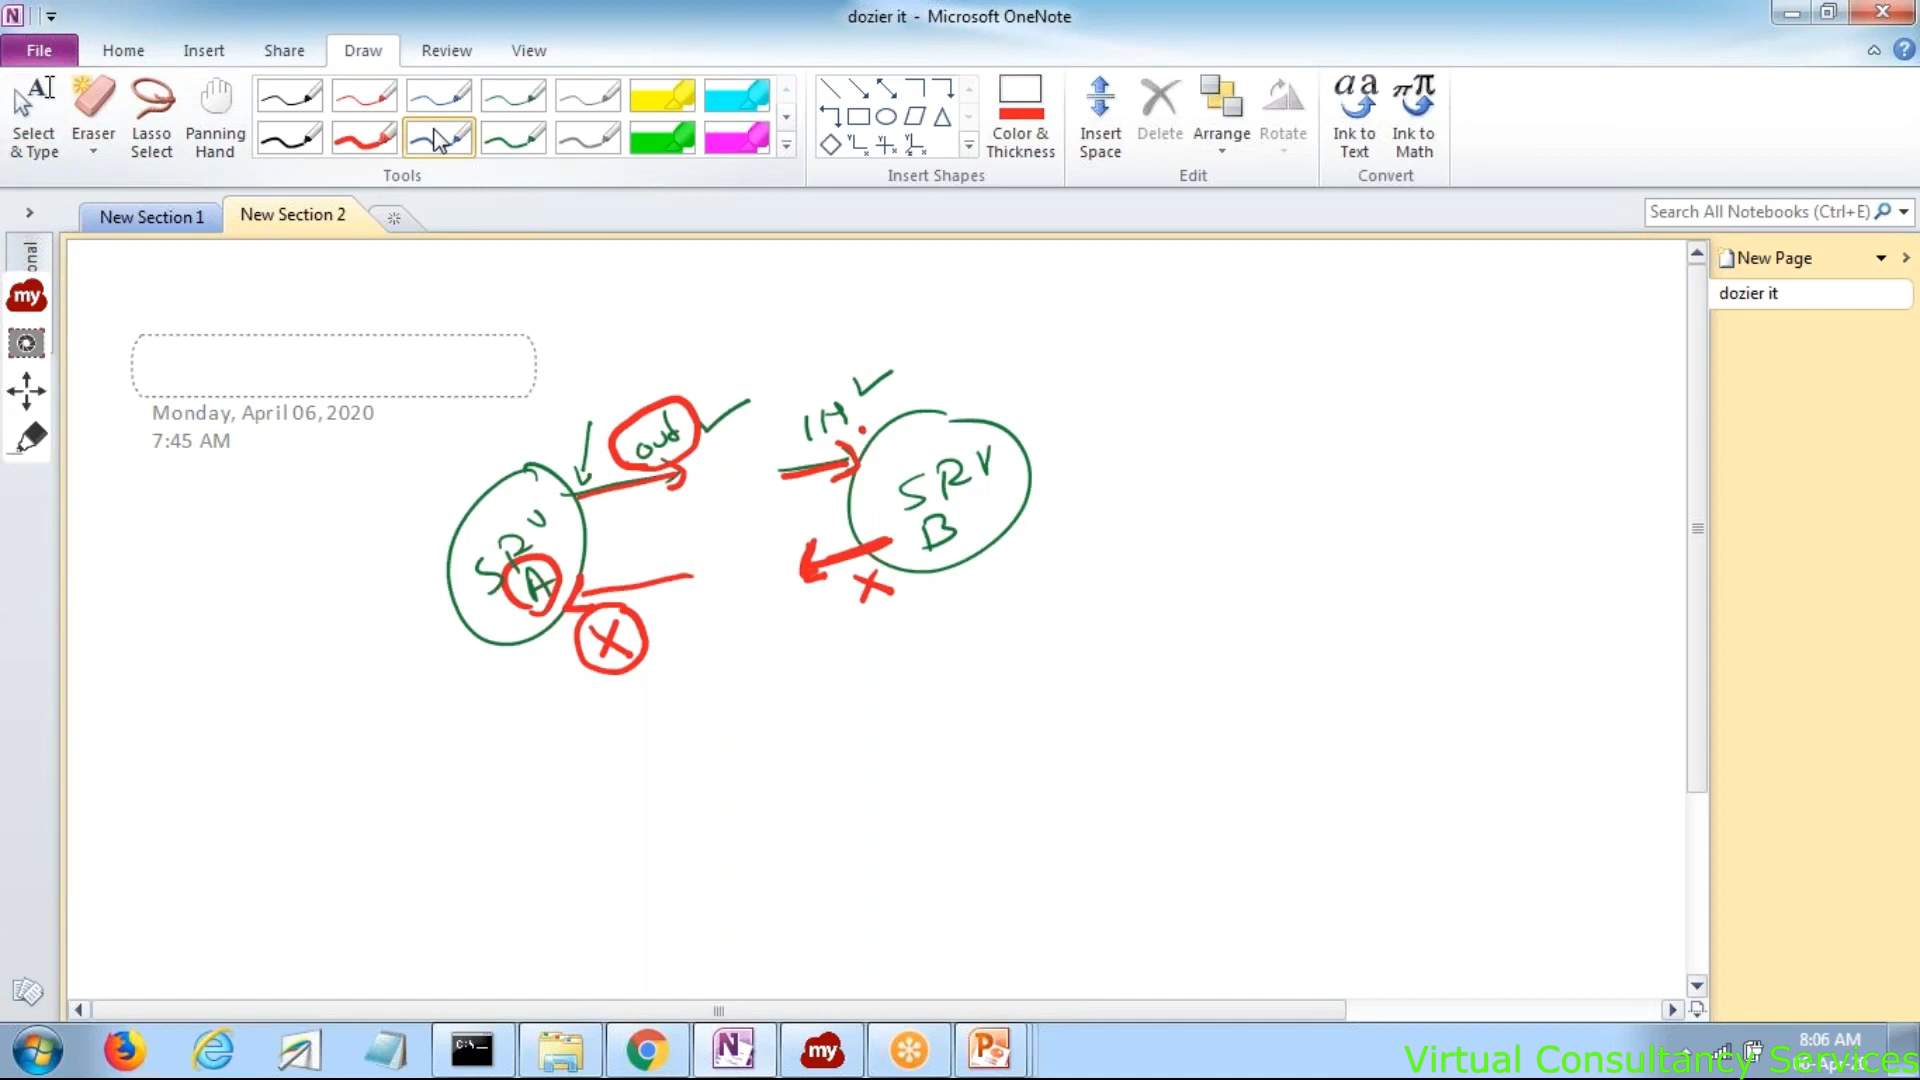 dozier it - Microsoft OneNote
File Home Insert Share Draw Review View
Select & Type
Eraser
Lasso Select
Panning Hand
Color & Thickness
Insert Space
Delete
Arrange
Rotate
Ink to Text
Ink to Math
Tools
Insert Shapes
Edit
Convert
New Section 1
New Section 2
Search All Notebooks (Ctrl+E)
onal
New Page
dozier it
my
Monday, April 06, 2020
7:45 AM
out
SRV
A
X
SRV
B
X
C:\
my
8:06 AM
Virtual Consultancy Services